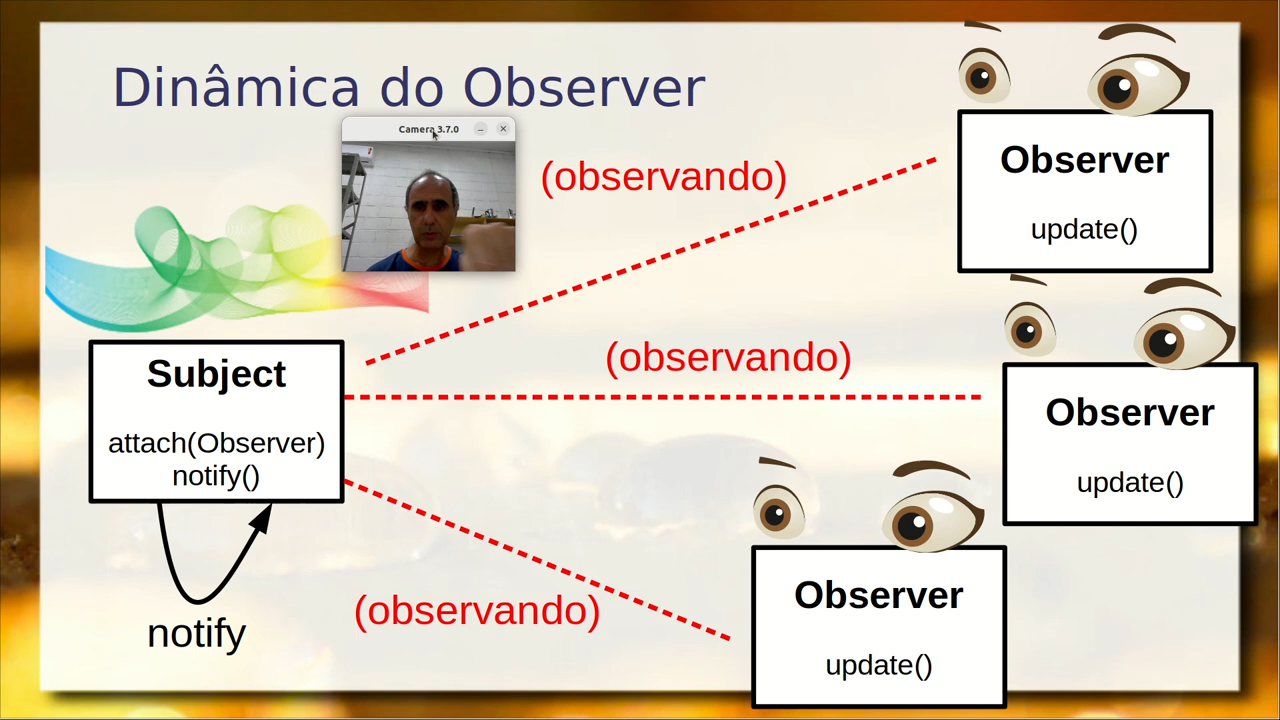 Dinâmica do Observer
Camera 3.7.0
(observando)
Observer
update()
Subject
attach(Observer)
notify()
(observando)
Observer
update()
notify
(observando)
Observer
update()